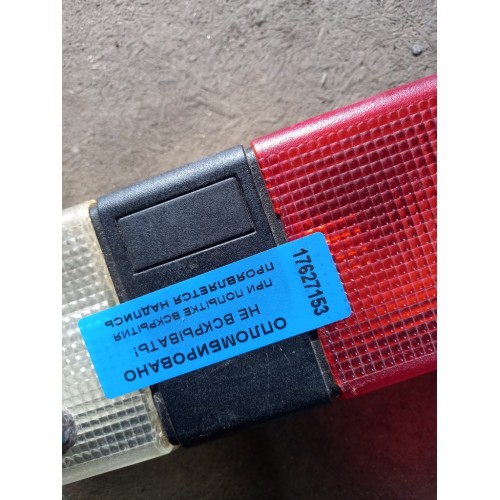 ОПЛОМБИРОВАНО
НЕ ВСКРЫВАТЬ!
ПРИ ПОПЫТКЕ ВСКРЫТИЯ
ПРОЯВЛЯЕТСЯ НАДПИСЬ
17627153